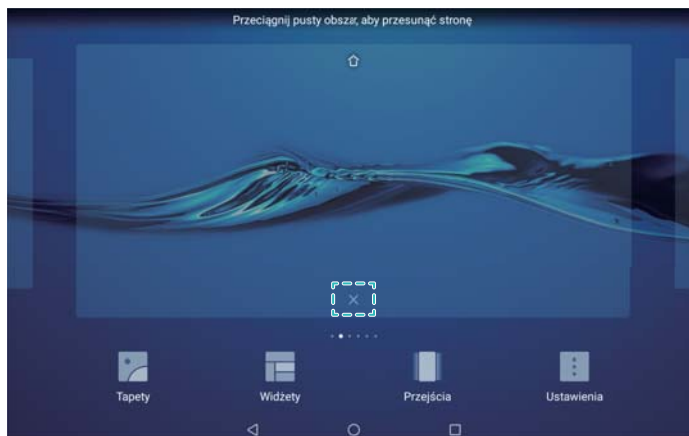 Przeciągnij pusty obszar, aby przesunąć stronę
Tapety
Widżety
Przejścia
Ustawienia